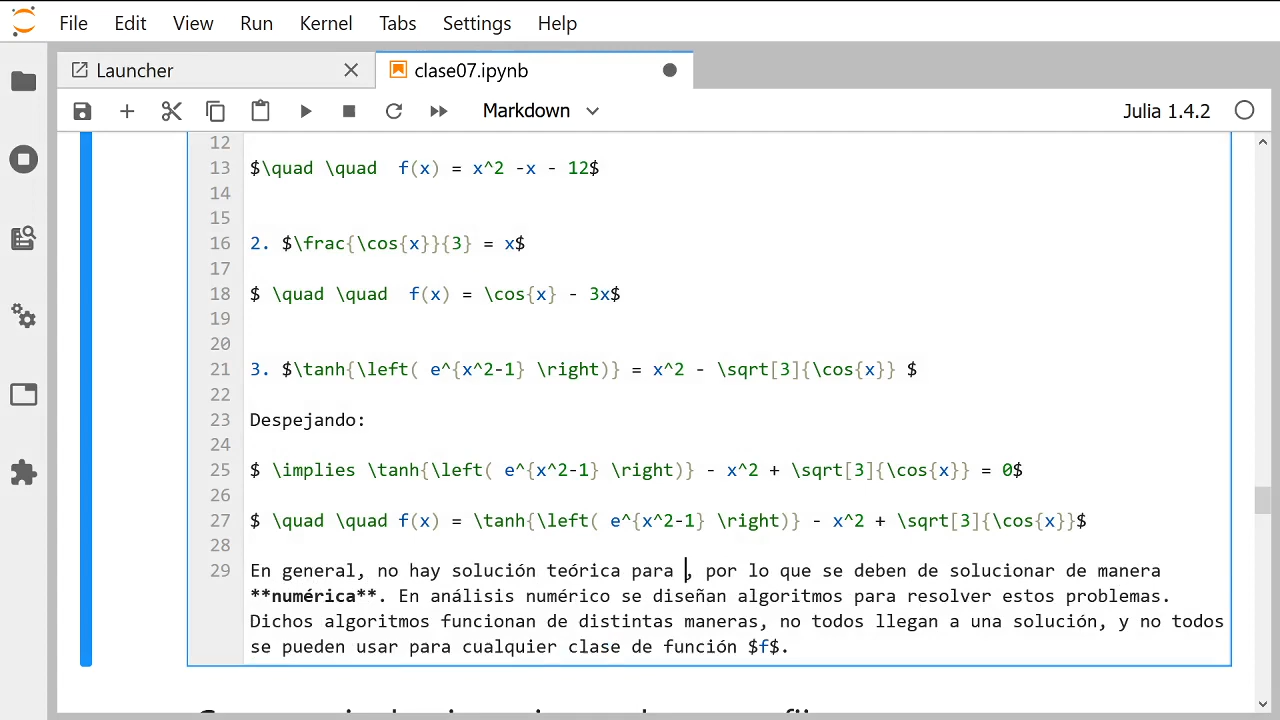 File Edit View Run Kernel Tabs Settings Help
Launcher clase07.ipynb
Markdown Julia 1.4.2
12
13 $\quad \quad  f(x) = x^2 -x - 12$
14
15
16 2. $\frac{\cos{x}}{3} = x$
17
18 $ \quad \quad  f(x) = \cos{x} - 3x$
19
20
21 3. $\tanh{\left( e^{x^2-1} \right)} = x^2 - \sqrt[3]{\cos{x}} $
22
23 Despejando:
24
25 $ \implies \tanh{\left( e^{x^2-1} \right)} - x^2 + \sqrt[3]{\cos{x}} = 0$
26
27 $ \quad \quad f(x) = \tanh{\left( e^{x^2-1} \right)} - x^2 + \sqrt[3]{\cos{x}}$
28
29 En general, no hay solución teórica para , por lo que se deben de solucionar de manera
**numérica**. En análisis numérico se diseñan algoritmos para resolver estos problemas.
Dichos algoritmos funcionan de distintas maneras, no todos llegan a una solución, y no todos
se pueden usar para cualquier clase de función $f$.